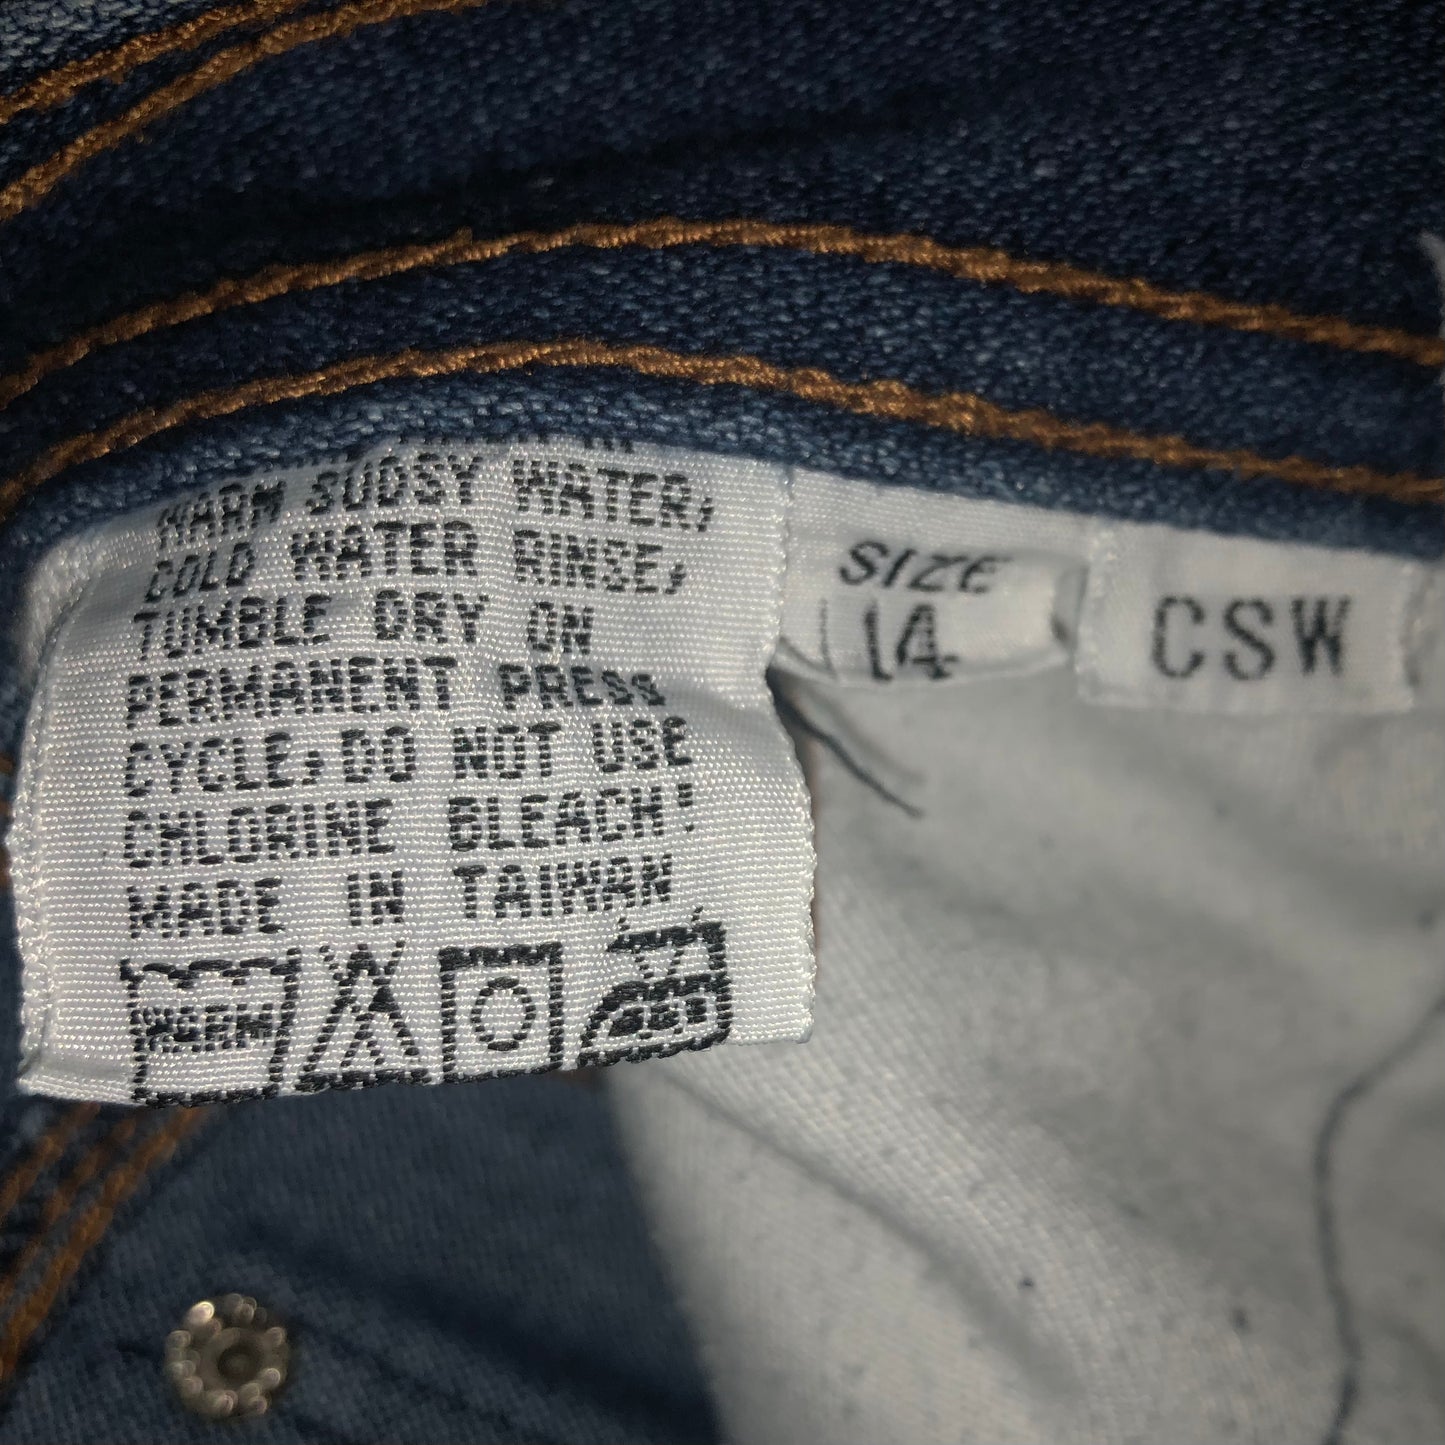 WARM SUDSY WATER,
COLD WATER RINSE,
TUMBLE DRY ON
PERMANENT PRESS
CYCLE, DO NOT USE
CHLORINE BLEACH!
MADE IN TAIWAN
WARM
SIZE
14
CSW